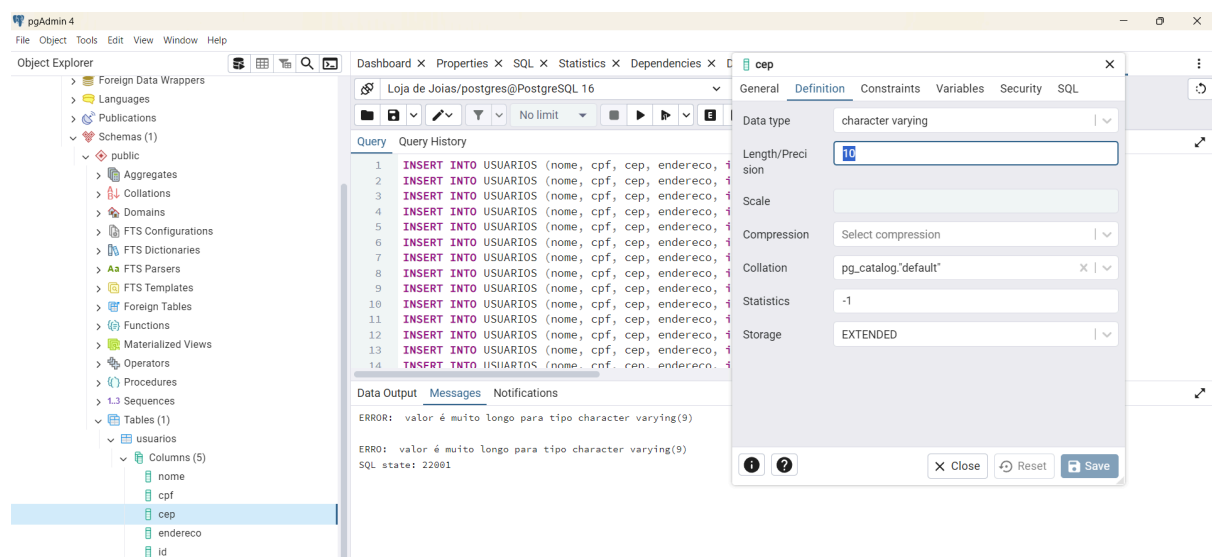 pgAdmin 4
File Object Tools Edit View Window Help
Object Explorer
Foreign Data Wrappers
Languages
Publications
Schemas (1)
public
Aggregates
Collations
Domains
FTS Configurations
FTS Dictionaries
Aa FTS Parsers
FTS Templates
Foreign Tables
Functions
Materialized Views
Operators
Procedures
1..3 Sequences
Tables (1)
usuarios
Columns (5)
nome
cpf
cep
endereco
id
Dashboard Properties SQL Statistics Dependencies
Loja de Joias/postgres@PostgreSQL 16
No limit
Query Query History
1 INSERT INTO USUARIOS (nome, cpf, cep, endereco, i
2 INSERT INTO USUARIOS (nome, cpf, cep, endereco, i
3 INSERT INTO USUARIOS (nome, cpf, cep, endereco, i
4 INSERT INTO USUARIOS (nome, cpf, cep, endereco, i
5 INSERT INTO USUARIOS (nome, cpf, cep, endereco, i
6 INSERT INTO USUARIOS (nome, cpf, cep, endereco, i
7 INSERT INTO USUARIOS (nome, cpf, cep, endereco, i
8 INSERT INTO USUARIOS (nome, cpf, cep, endereco, i
9 INSERT INTO USUARIOS (nome, cpf, cep, endereco, i
10 INSERT INTO USUARIOS (nome, cpf, cep, endereco, i
11 INSERT INTO USUARIOS (nome, cpf, cep, endereco, i
12 INSERT INTO USUARIOS (nome, cpf, cep, endereco, i
13 INSERT INTO USUARIOS (nome, cpf, cep, endereco, i
14 INSERT INTO USUARIOS (nome, cpf, cep, endereco, i
Data Output Messages Notifications
ERROR: valor é muito longo para tipo character varying(9)
ERRO: valor é muito longo para tipo character varying(9)
SQL state: 22001
cep
General Definition Constraints Variables Security SQL
Data type character varying
Length/Preci
sion 10
Scale
Compression Select compression
Collation pg_catalog."default"
Statistics -1
Storage EXTENDED
Close Reset Save